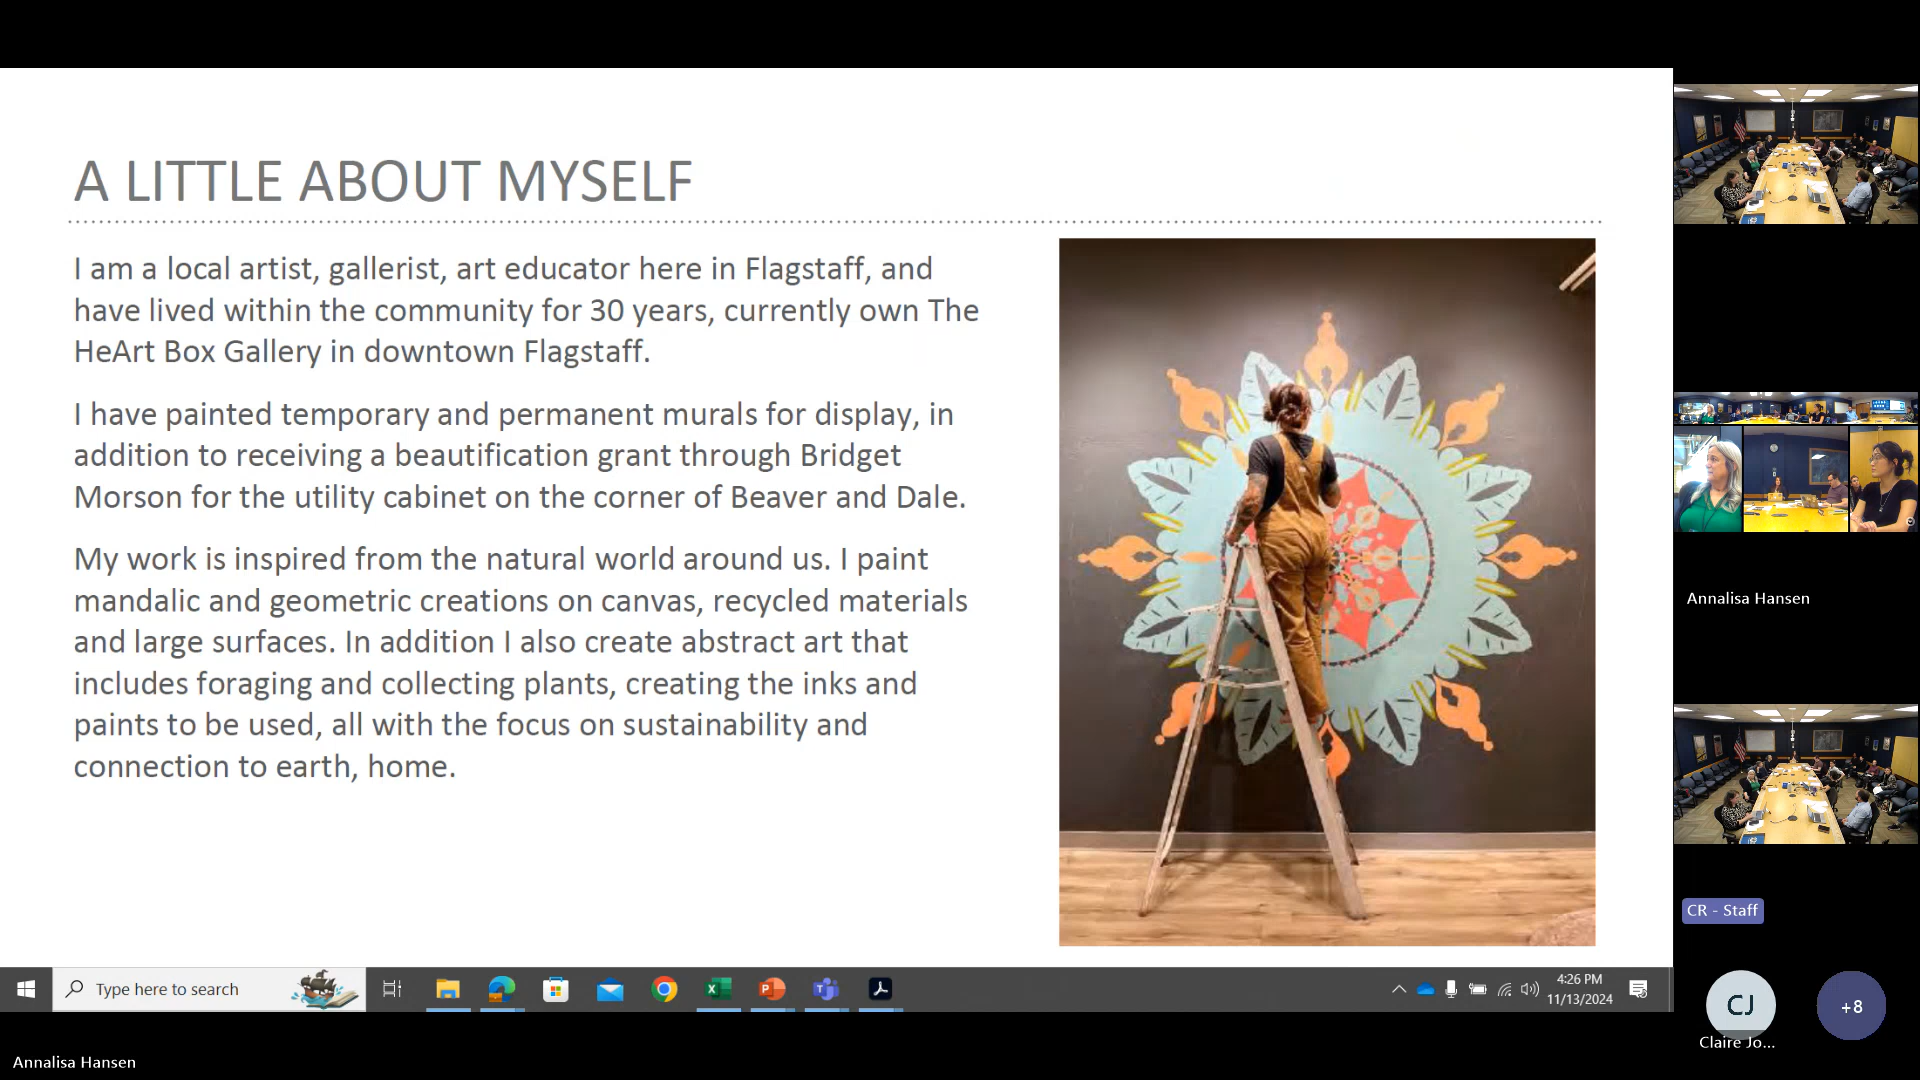 A LITTLE ABOUT MYSELF
I am a local artist, gallerist, art educator here in Flagstaff, and
have lived within the community for 30 years, currently own The
HeArt Box Gallery in downtown Flagstaff.
I have painted temporary and permanent murals for display, in
addition to receiving a beautification grant through Bridget
Morson for the utility cabinet on the corner of Beaver and Dale.
My work is inspired from the natural world around us. I paint
mandalic and geometric creations on canvas, recycled materials
and large surfaces. In addition I also create abstract art that
includes foraging and collecting plants, creating the inks and
paints to be used, all with the focus on sustainability and
connection to earth, home.
Type here to search
4:26 PM
11/13/2024
Annalisa Hansen
Annalisa Hansen
CR - Staff
CJ
+8
Claire Jo...